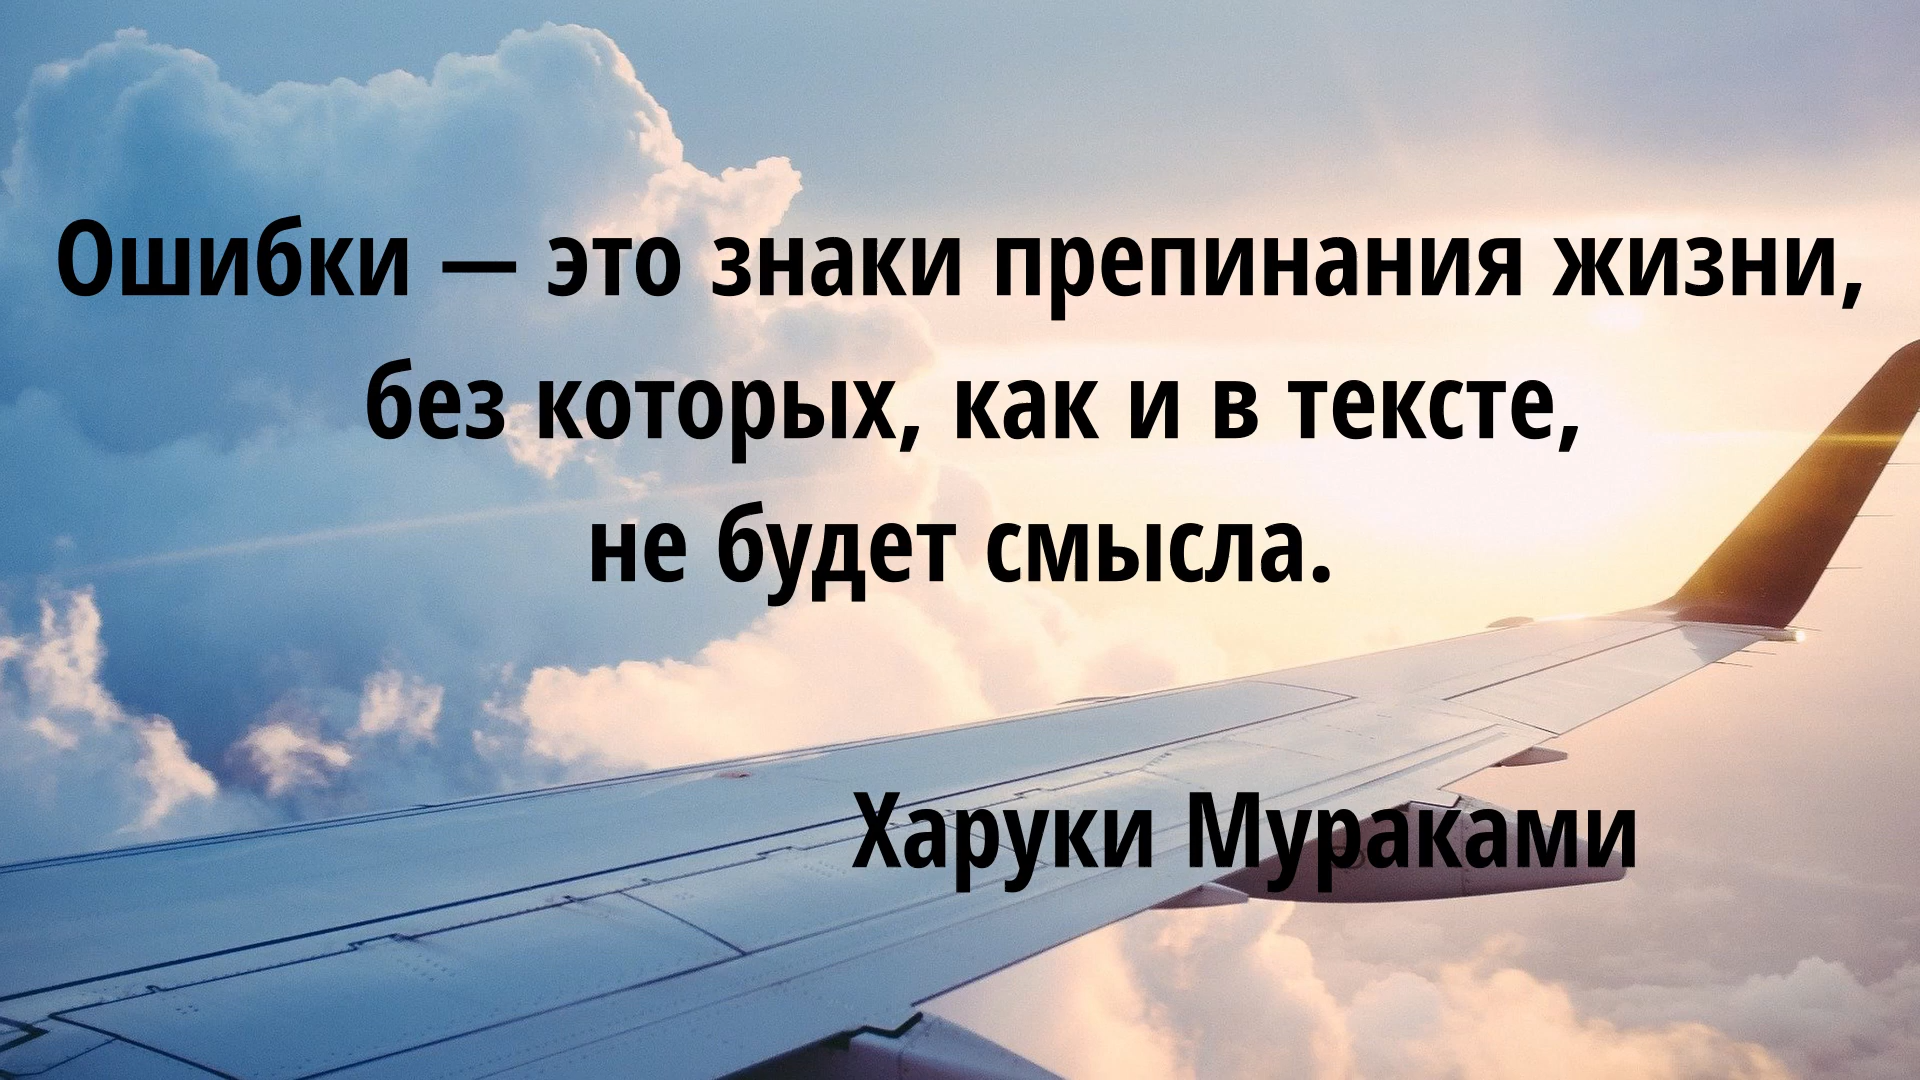 Ошибки — это знаки препинания жизни,
без которых, как и в тексте,
не будет смысла.
Харуки Мураками